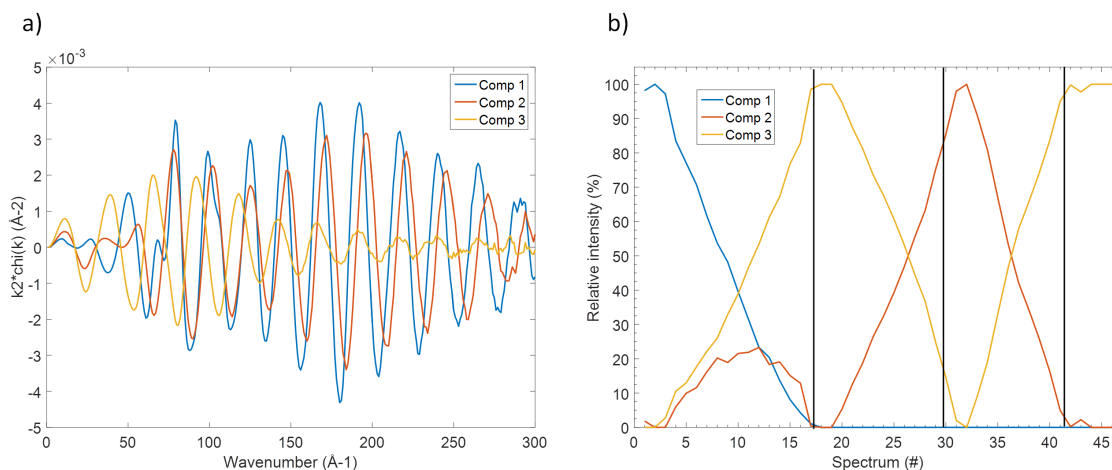 a)
×10⁻³
5
4
3
2
1
0
-1
-2
-3
-4
-5
k2*chi(k) (Å-2)
0 50 100 150 200 250 300
Wavenumber (Å-1)
Comp 1
Comp 2
Comp 3
b)
100
90
80
70
60
50
40
30
20
10
0
Relative intensity (%)
0 5 10 15 20 25 30 35 40 45
Spectrum (#)
Comp 1
Comp 2
Comp 3